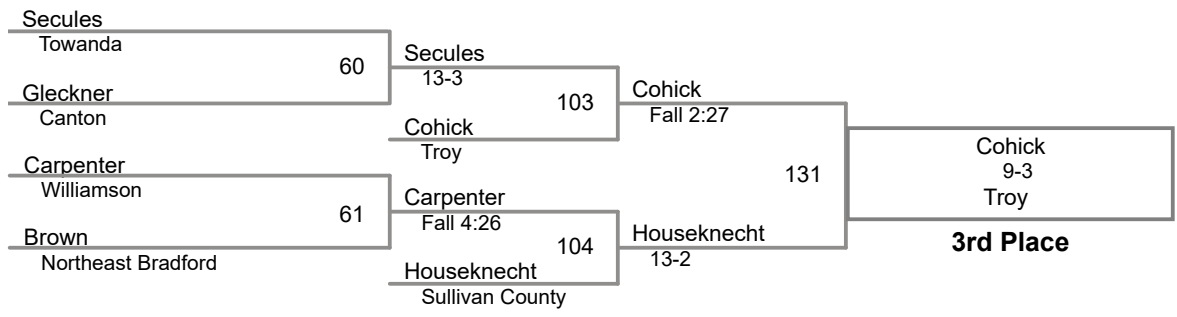 Secules
Towanda
60
Gleckner
Canton
Carpenter
Williamson
61
Brown
Northeast Bradford
Secules
13-3
103
Cohick
Troy
Carpenter
Fall 4:26
104
Houseknecht
Sullivan County
Cohick
Fall 2:27
131
Houseknecht
13-2
Cohick
9-3
Troy
3rd Place